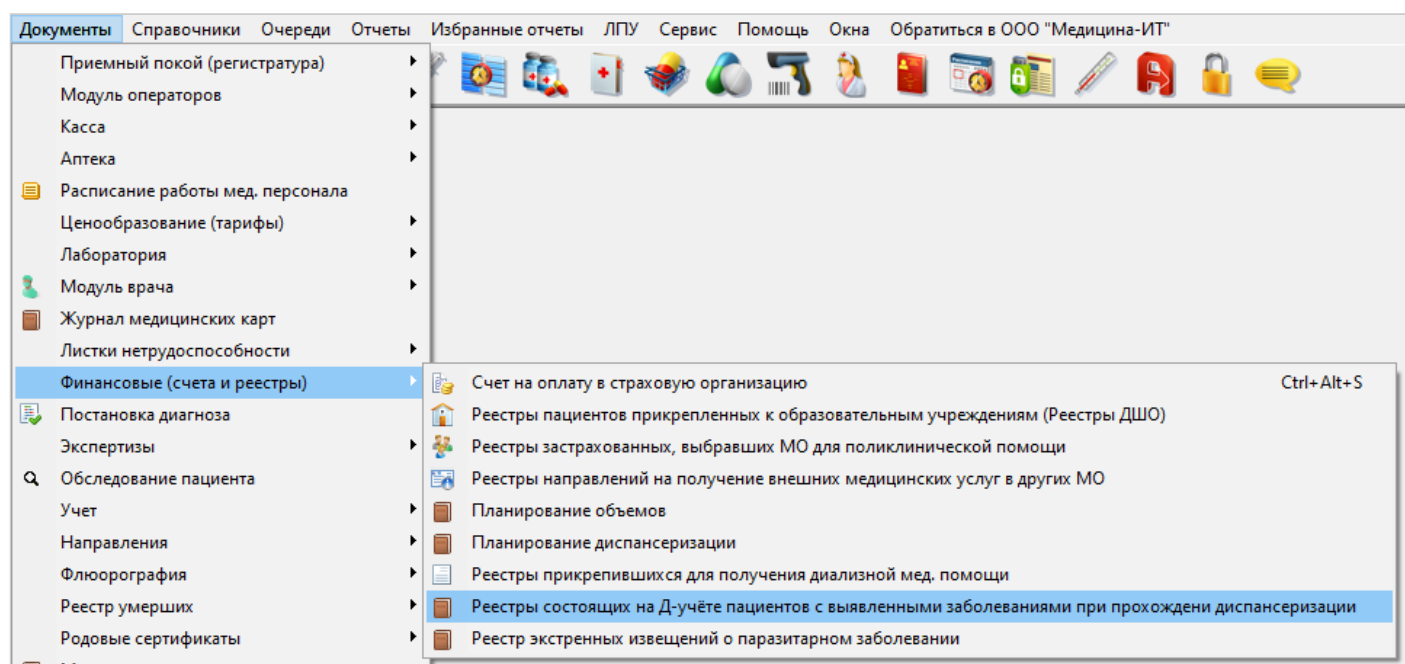 Документы Справочники Очереди Отчеты Избранные отчеты ЛПУ Сервис Помощь Окна Обратиться в ООО "Медицина-ИТ"
Приемный покой (регистратура)
Модуль операторов
Касса
Аптека
Расписание работы мед. персонала
Ценообразование (тарифы)
Лаборатория
Модуль врача
Журнал медицинских карт
Листки нетрудоспособности
Финансовые (счета и реестры)
Постановка диагноза
Экспертизы
Обследование пациента
Учет
Направления
Флюорография
Реестр умерших
Родовые сертификаты
Счет на оплату в страховую организацию Ctrl+Alt+S
Реестры пациентов прикрепленных к образовательным учреждениям (Реестры ДШО)
Реестры застрахованных, выбравших МО для поликлинической помощи
Реестры направлений на получение внешних медицинских услуг в других МО
Планирование объемов
Планирование диспансеризации
Реестры прикрепившихся для получения диализной мед. помощи
Реестры состоящих на Д-учёте пациентов с выявленными заболеваниями при прохождени диспансеризации
Реестр экстренных извещений о паразитарном заболевании